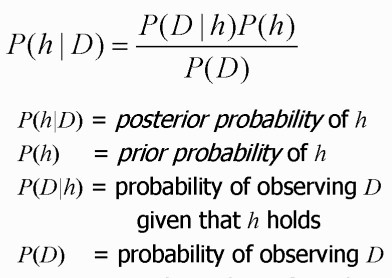 P(h | D) = P(D | h)P(h) / P(D)
P(h|D) = posterior probability of h
P(h) = prior probability of h
P(D|h) = probability of observing D
given that h holds
P(D) = probability of observing D